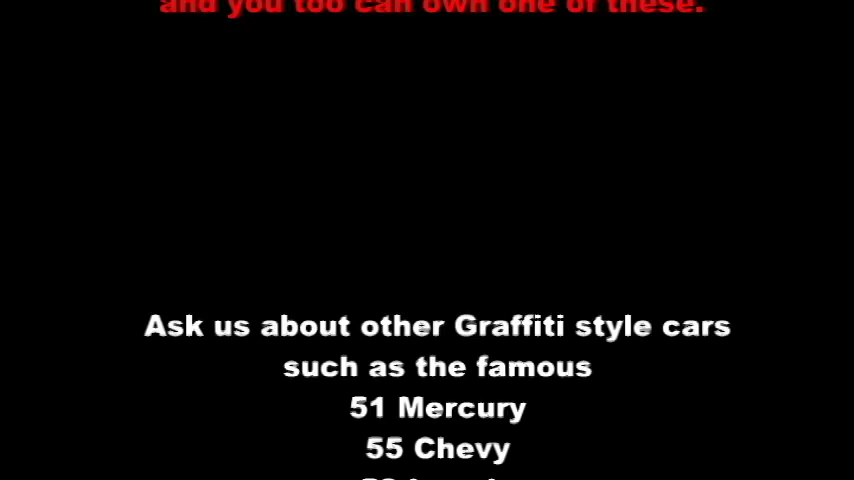 and you too can own one of these.
Ask us about other Graffiti style cars
such as the famous
51 Mercury
55 Chevy